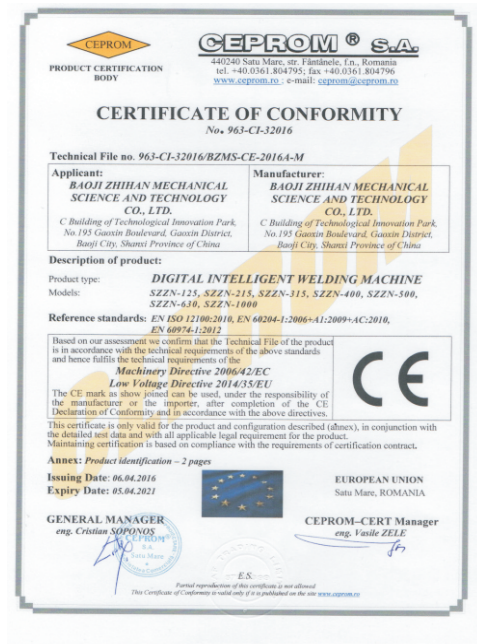 CEPROM
PRODUCT CERTIFICATION
BODY
CEPROM ® S.A.
440240 Satu Mare, str. Fântânele, f.n., Romania
tel. +40.0361.804795; fax +40.0361.804796
www.ceprom.ro ; e-mail: ceprom@ceprom.ro
CERTIFICATE OF CONFORMITY
No. 963-CI-32016
Technical File no. 963-CI-32016/BZMS-CE-2016A-M
Applicant:
BAOJI ZHIHAN MECHANICAL
SCIENCE AND TECHNOLOGY
CO., LTD.
C Building of Technological Innovation Park,
No.195 Gaoxin Boulevard, Gaoxin District,
Baoji City, Shanxi Province of China
Manufacturer:
BAOJI ZHIHAN MECHANICAL
SCIENCE AND TECHNOLOGY
CO., LTD.
C Building of Technological Innovation Park,
No.195 Gaoxin Boulevard, Gaoxin District,
Baoji City, Shanxi Province of China
Description of product:
Product type: DIGITAL INTELLIGENT WELDING MACHINE
Models: SZZN-125, SZZN-215, SZZN-315, SZZN-400, SZZN-500,
SZZN-630, SZZN-1000
Reference standards: EN ISO 12100:2010, EN 60204-1:2006+A1:2009+AC:2010,
EN 60974-1:2012
Based on our assessment we confirm that the Technical File of the product
is in accordance with the technical requirements of the above standards
and hence fulfils the technical requirements of the
Machinery Directive 2006/42/EC
Low Voltage Directive 2014/35/EU
The CE mark as show joined can be used, under the responsibility of
the manufacturer or the importer, after completion of the CE
Declaration of Conformity and in accordance with the above directives.
CE
This certificate is only valid for the product and configuration described (annex), in conjunction with
the detailed test data and with all applicable legal requirement for the product.
Maintaining certification is based on compliance with the requirements of certification contract.
Annex: Product identification – 2 pages
Issuing Date: 06.04.2016
Expiry Date: 05.04.2021
EUROPEAN UNION
Satu Mare, ROMANIA
GENERAL MANAGER
eng. Cristian SOPONOS
CEPROM
S.A.
Satu Mare
CEPROM–CERT Manager
eng. Vasile ZELE
E.S.
Partial reproduction of this certificate is not allowed
This Certificate of Conformity is valid only if it is published on the site www.ceprom.ro